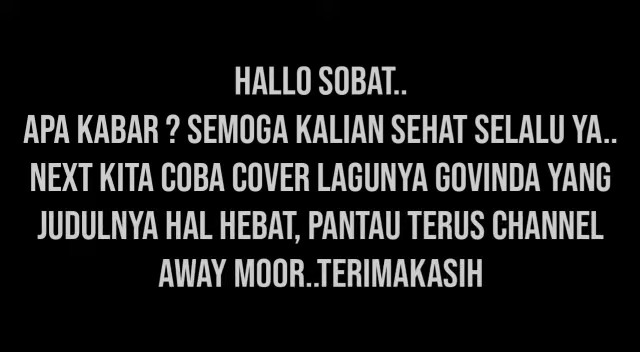 HALLO SOBAT..
APA KABAR ? SEMOGA KALIAN SEHAT SELALU YA..
NEXT KITA COBA COVER LAGUNYA GOVINDA YANG
JUDULNYA HAL HEBAT, PANTAU TERUS CHANNEL
AWAY MOOR..TERIMAKASIH